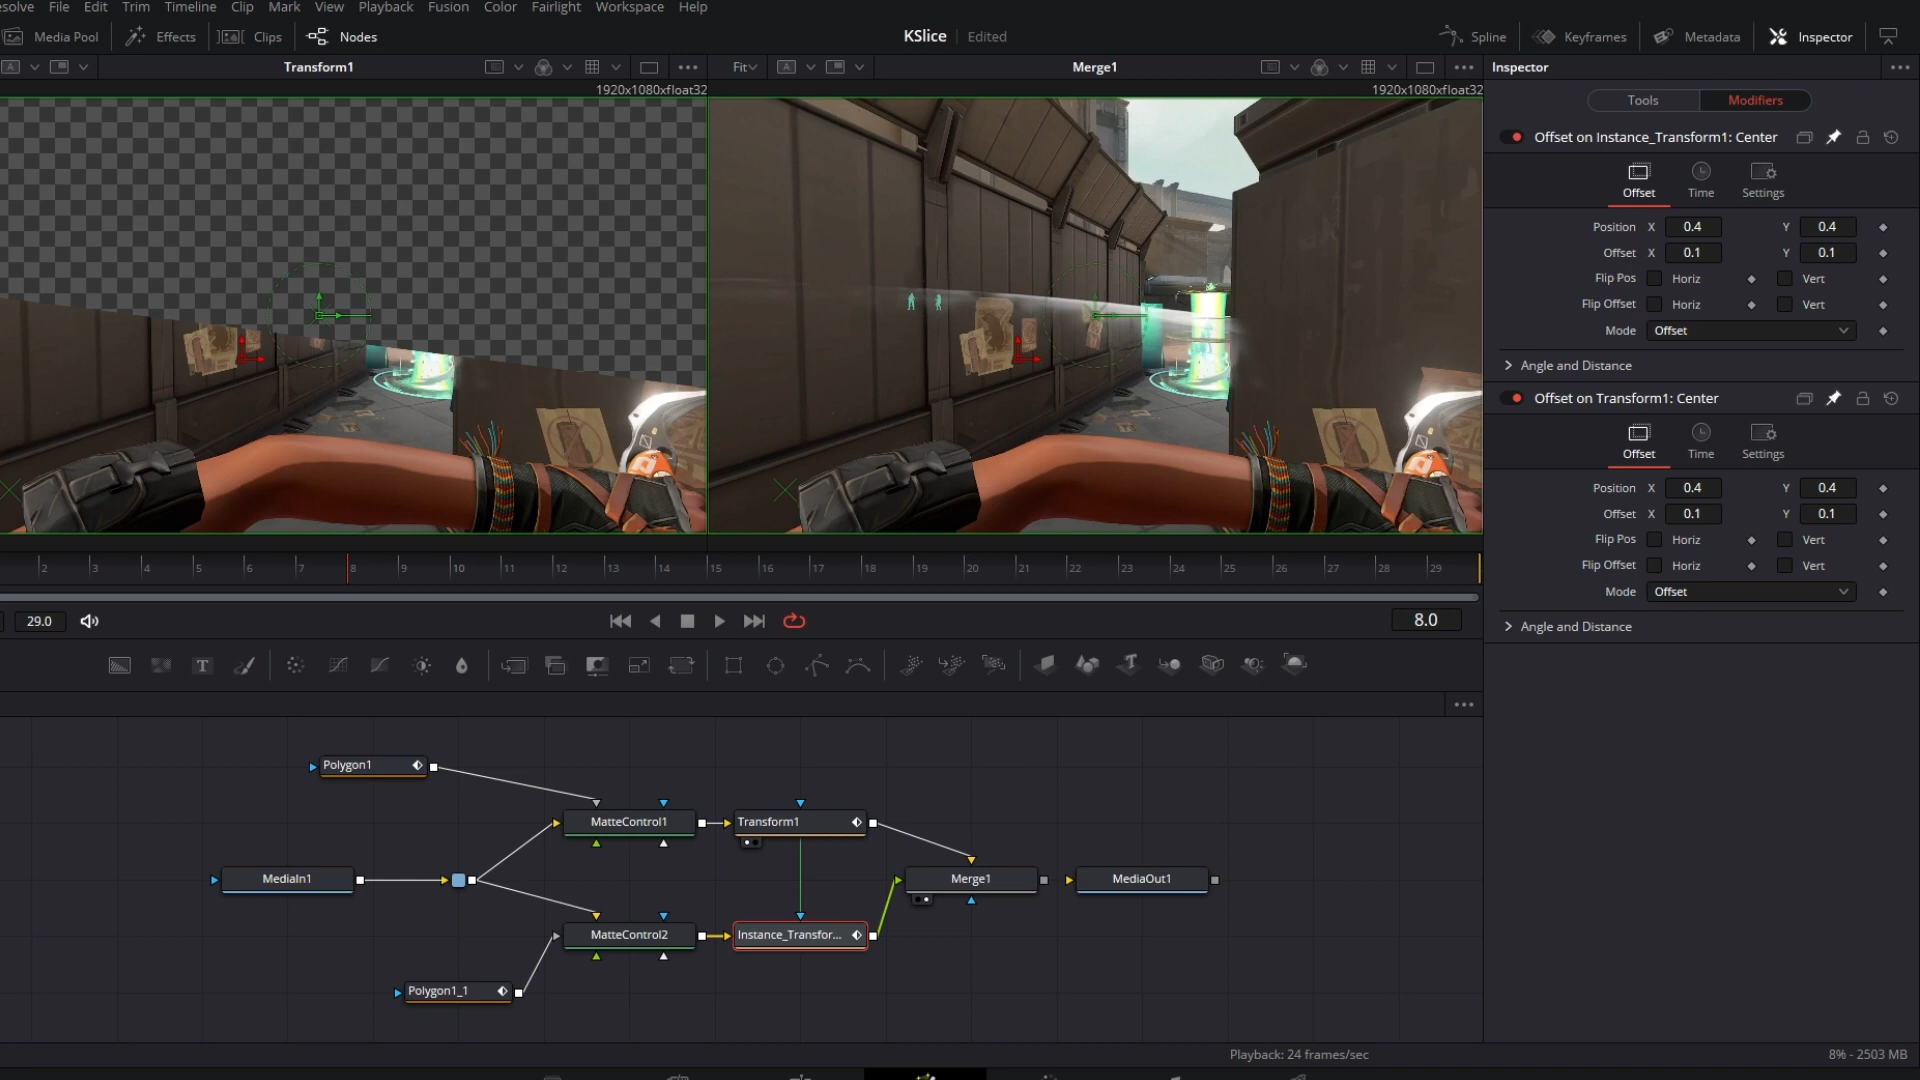 esolve File Edit Trim Timeline Clip Mark View Playback Fusion Color Fairlight Workspace Help
Media Pool Effects Clips Nodes KSlice Edited Spline Keyframes Metadata Inspector
A Transform1 Fit A Merge1 Inspector
1920x1080xfloat32 1920x1080xfloat32
Tools Modifiers
Offset on Instance_Transform1: Center
Offset Time Settings
Position X 0.4 Y 0.4
Offset X 0.1 Y 0.1
Flip Pos Horiz Vert
Flip Offset Horiz Vert
Mode Offset
Angle and Distance
Offset on Transform1: Center
Offset Time Settings
Position X 0.4 Y 0.4
Offset X 0.1 Y 0.1
Flip Pos Horiz Vert
Flip Offset Horiz Vert
Mode Offset
Angle and Distance
2 3 4 5 6 7 8 9 10 11 12 13 14 15 16 17 18 19 20 21 22 23 24 25 26 27 28 29
29.0 8.0
T T
Polygon1
MatteControl1 Transform1
MediaIn1 Merge1 MediaOut1
MatteControl2 Instance_Transfor...
Polygon1_1
Playback: 24 frames/sec 8% - 2503 MB